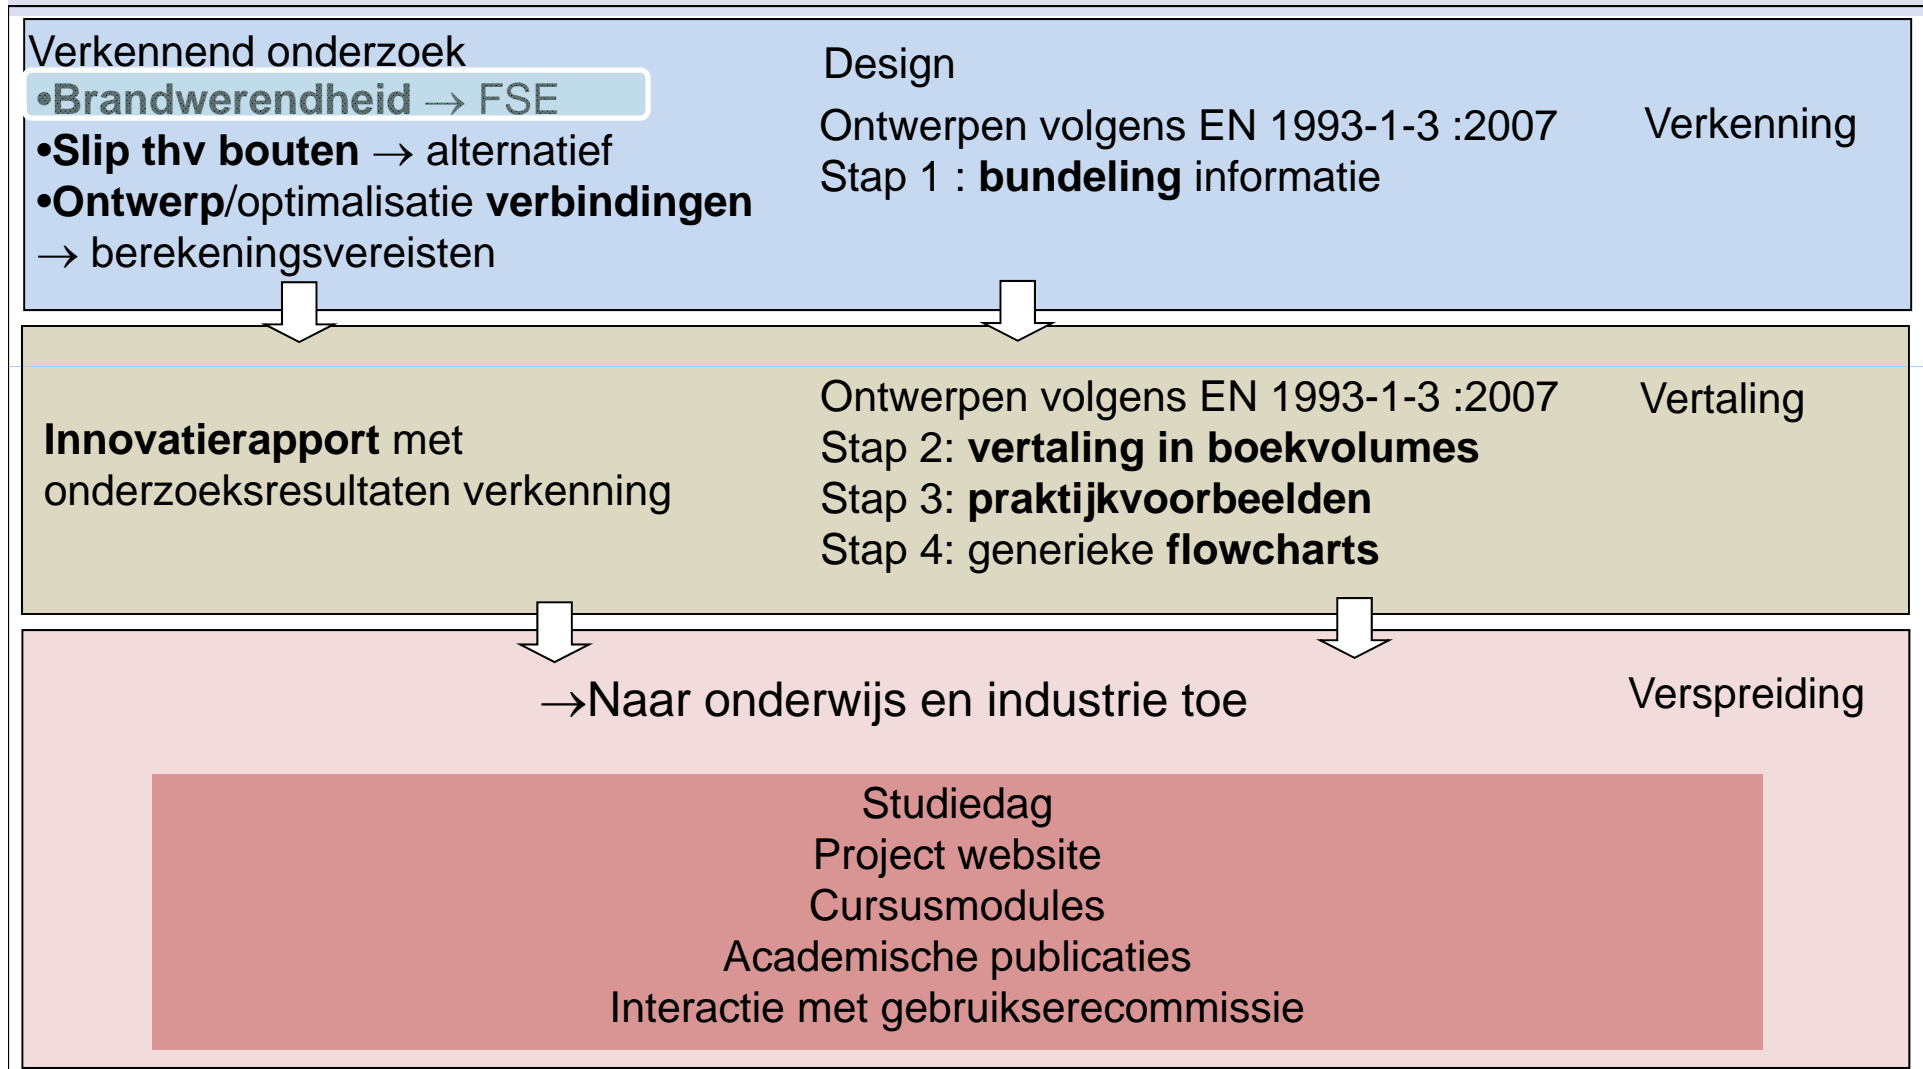 Verkennend onderzoek
•Brandwerendheid → FSE
•Slip thv bouten → alternatief
•Ontwerp/optimalisatie verbindingen
→ berekeningsvereisten
Design
Ontwerpen volgens EN 1993-1-3 :2007
Stap 1 : bundeling informatie
Verkenning
Innovatierapport met
onderzoeksresultaten verkenning
Ontwerpen volgens EN 1993-1-3 :2007
Stap 2: vertaling in boekvolumes
Stap 3: praktijkvoorbeelden
Stap 4: generieke flowcharts
Vertaling
→Naar onderwijs en industrie toe
Verspreiding
Studiedag
Project website
Cursusmodules
Academische publicaties
Interactie met gebruikserecommissie